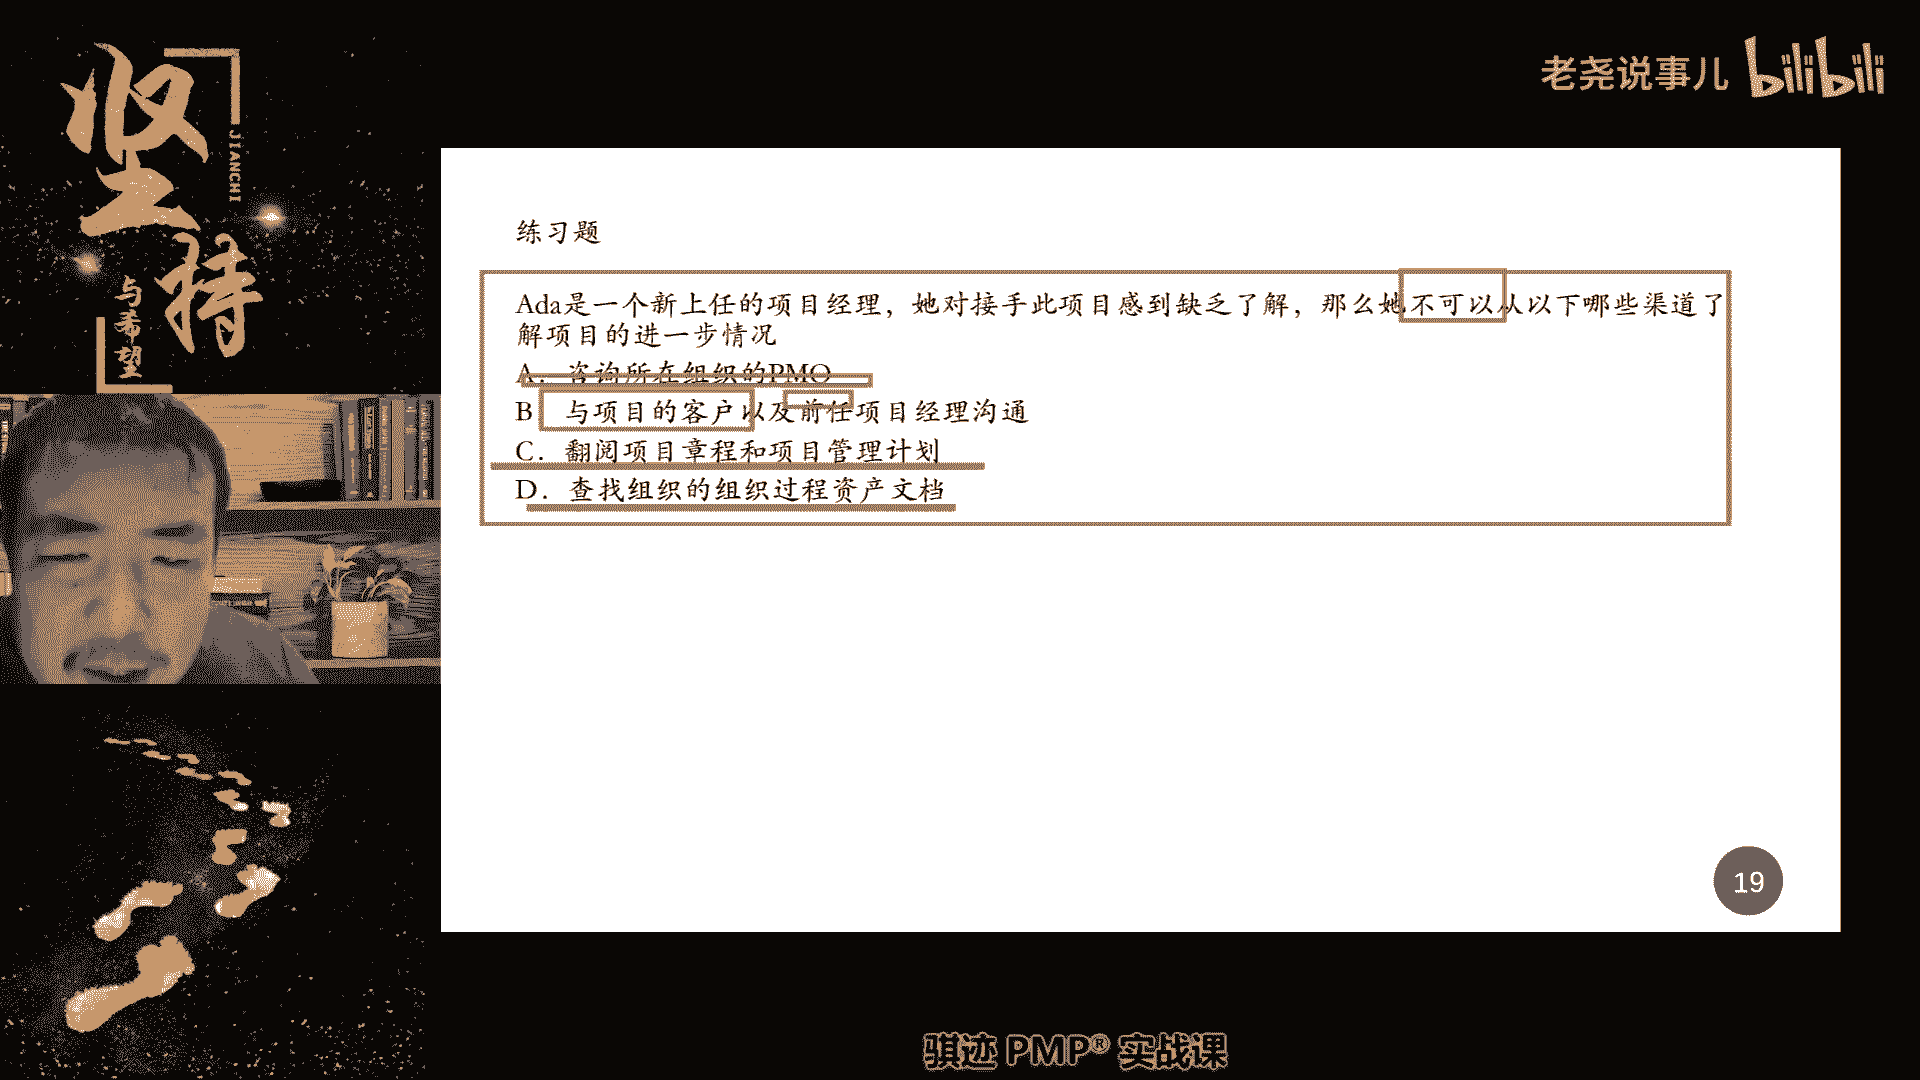 坚持
JIANCHI
与希望
老尧说事儿 bilibili
练习题
Ada是一个新上任的项目经理，她对接手此项目感到缺乏了解，那么她不可以从以下哪些渠道了
解项目的进一步情况
A. 咨询所在组织的PMO
B 与项目的客户以及前任项目经理沟通
C. 翻阅项目章程和项目管理计划
D. 查找组织的组织过程资产文档
19
骐迹 PMP® 实战课